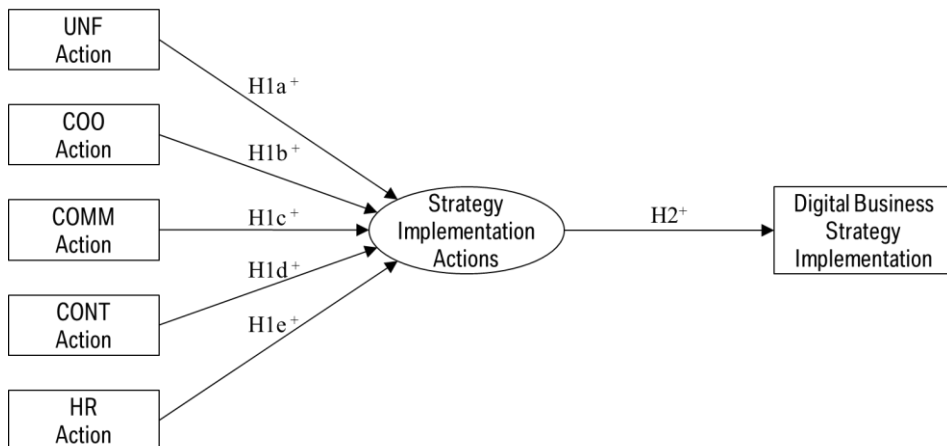 UNF
Action
H1a+
COO
Action
H1b+
COMM
Action
H1c+
Strategy
Implementation
Actions
H2+
Digital Business
Strategy
Implementation
CONT
Action
H1d+
HR
Action
H1e+